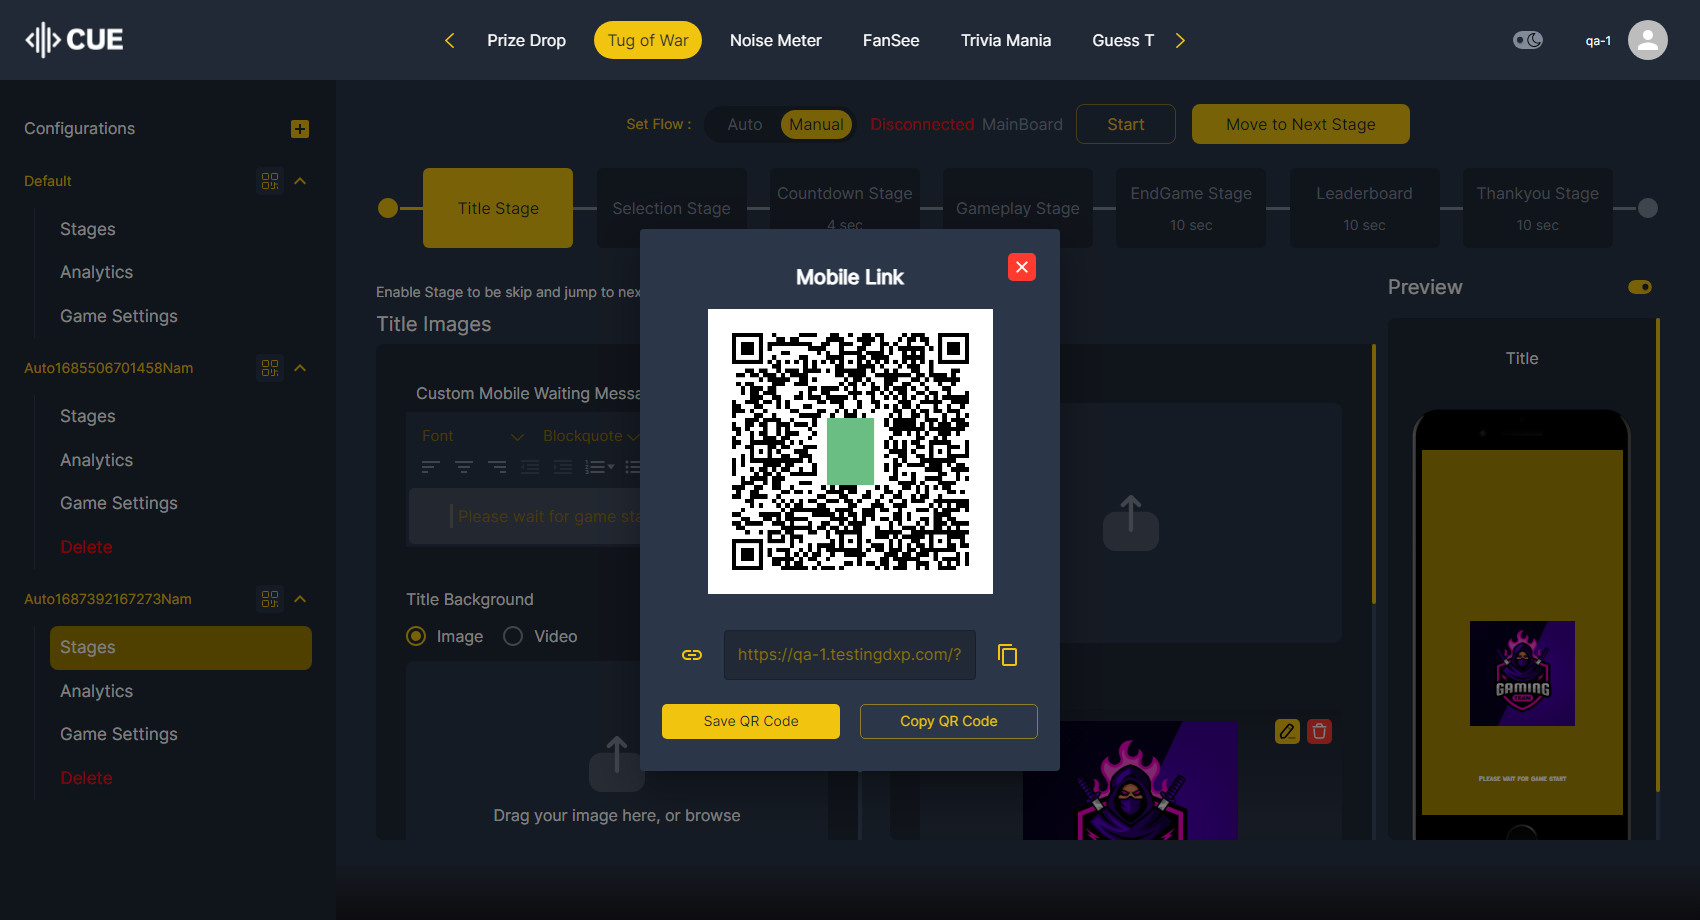 CUE
Prize Drop
Tug of War
Noise Meter
FanSee
Trivia Mania
Guess T
qa-1
Configurations
Set Flow :
Auto
Manual
Disconnected MainBoard
Start
Move to Next Stage
Default
Stages
Analytics
Game Settings
Auto1685506701458Nam
Stages
Analytics
Game Settings
Delete
Auto1687392167273Nam
Stages
Analytics
Game Settings
Delete
Title Stage
Selection Stage
Countdown Stage
4 sec
Gameplay Stage
EndGame Stage
10 sec
Leaderboard
10 sec
Thankyou Stage
10 sec
Enable Stage to be skip and jump to nex
Title Images
Custom Mobile Waiting Messa
Font
Blockquote
Please wait for game sta
Title Background
Image
Video
Drag your image here, or browse
Mobile Link
https://qa-1.testingdxp.com/?
Save QR Code
Copy QR Code
Preview
Title
GAMING
TEAM
PLEASE WAIT FOR GAME START